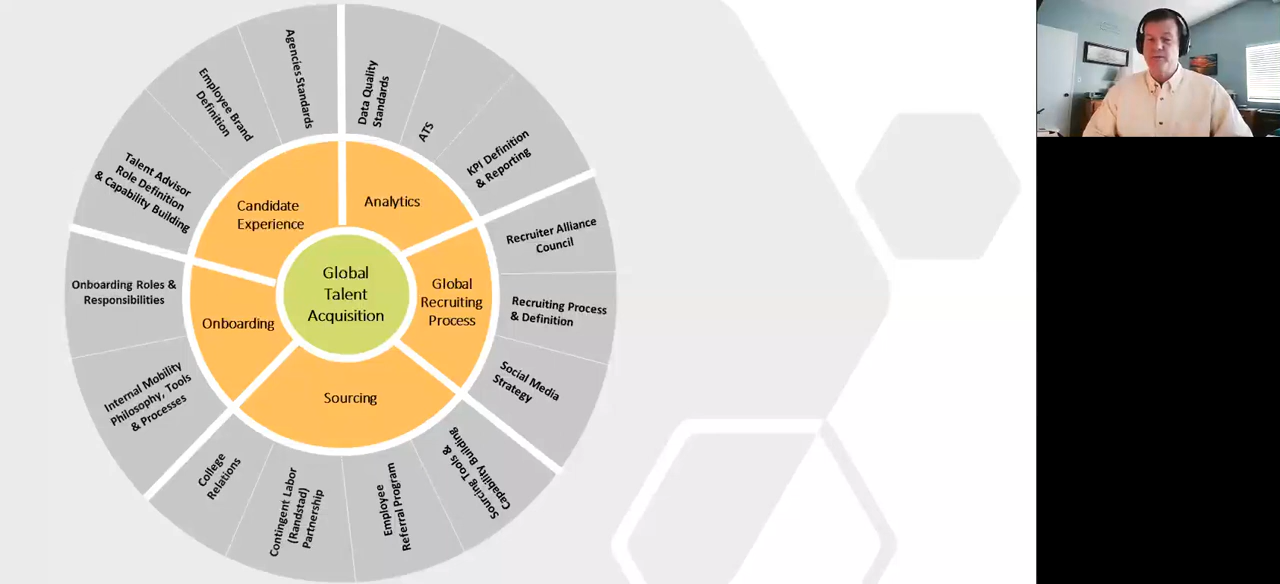 Global
Talent
Acquisition
Analytics
Data Quality
Standards
ATS
KPI Definition
& Reporting
Global
Recruiting
Process
Recruiter Alliance
Council
Recruiting Process
& Definition
Social Media
Strategy
Sourcing
Sourcing Tools &
Capability Building
Employee
Referral Program
Contingent Labor
(Randstad)
Partnership
College
Relations
Onboarding
Internal Mobility
Philosophy, Tools
& Processes
Onboarding Roles &
Responsibilities
Candidate
Experience
Talent Advisor
Role Definition
& Capability Building
Employee Brand
Definition
Agencies Standards